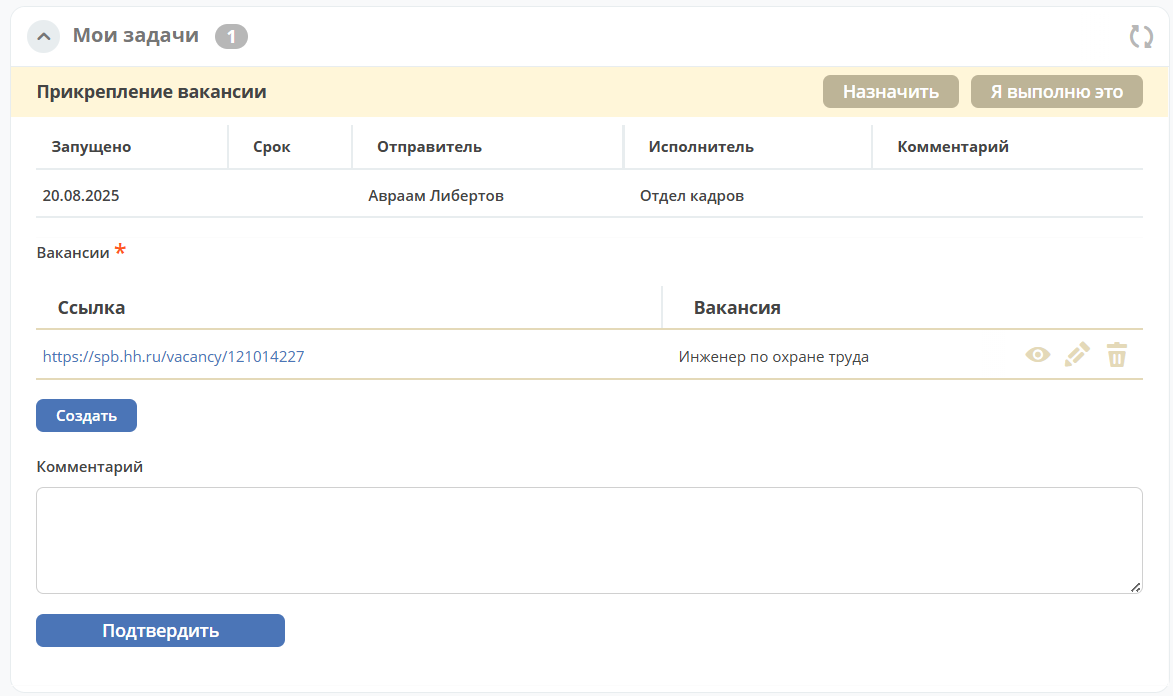 Мои задачи 1
Прикрепление вакансии Назначить Я выполню это
Запущено Срок Отправитель Исполнитель Комментарий
20.08.2025 Авраам Либертов Отдел кадров
Вакансии *
Ссылка Вакансия
https://spb.hh.ru/vacancy/121014227 Инженер по охране труда
Создать
Комментарий
Подтвердить